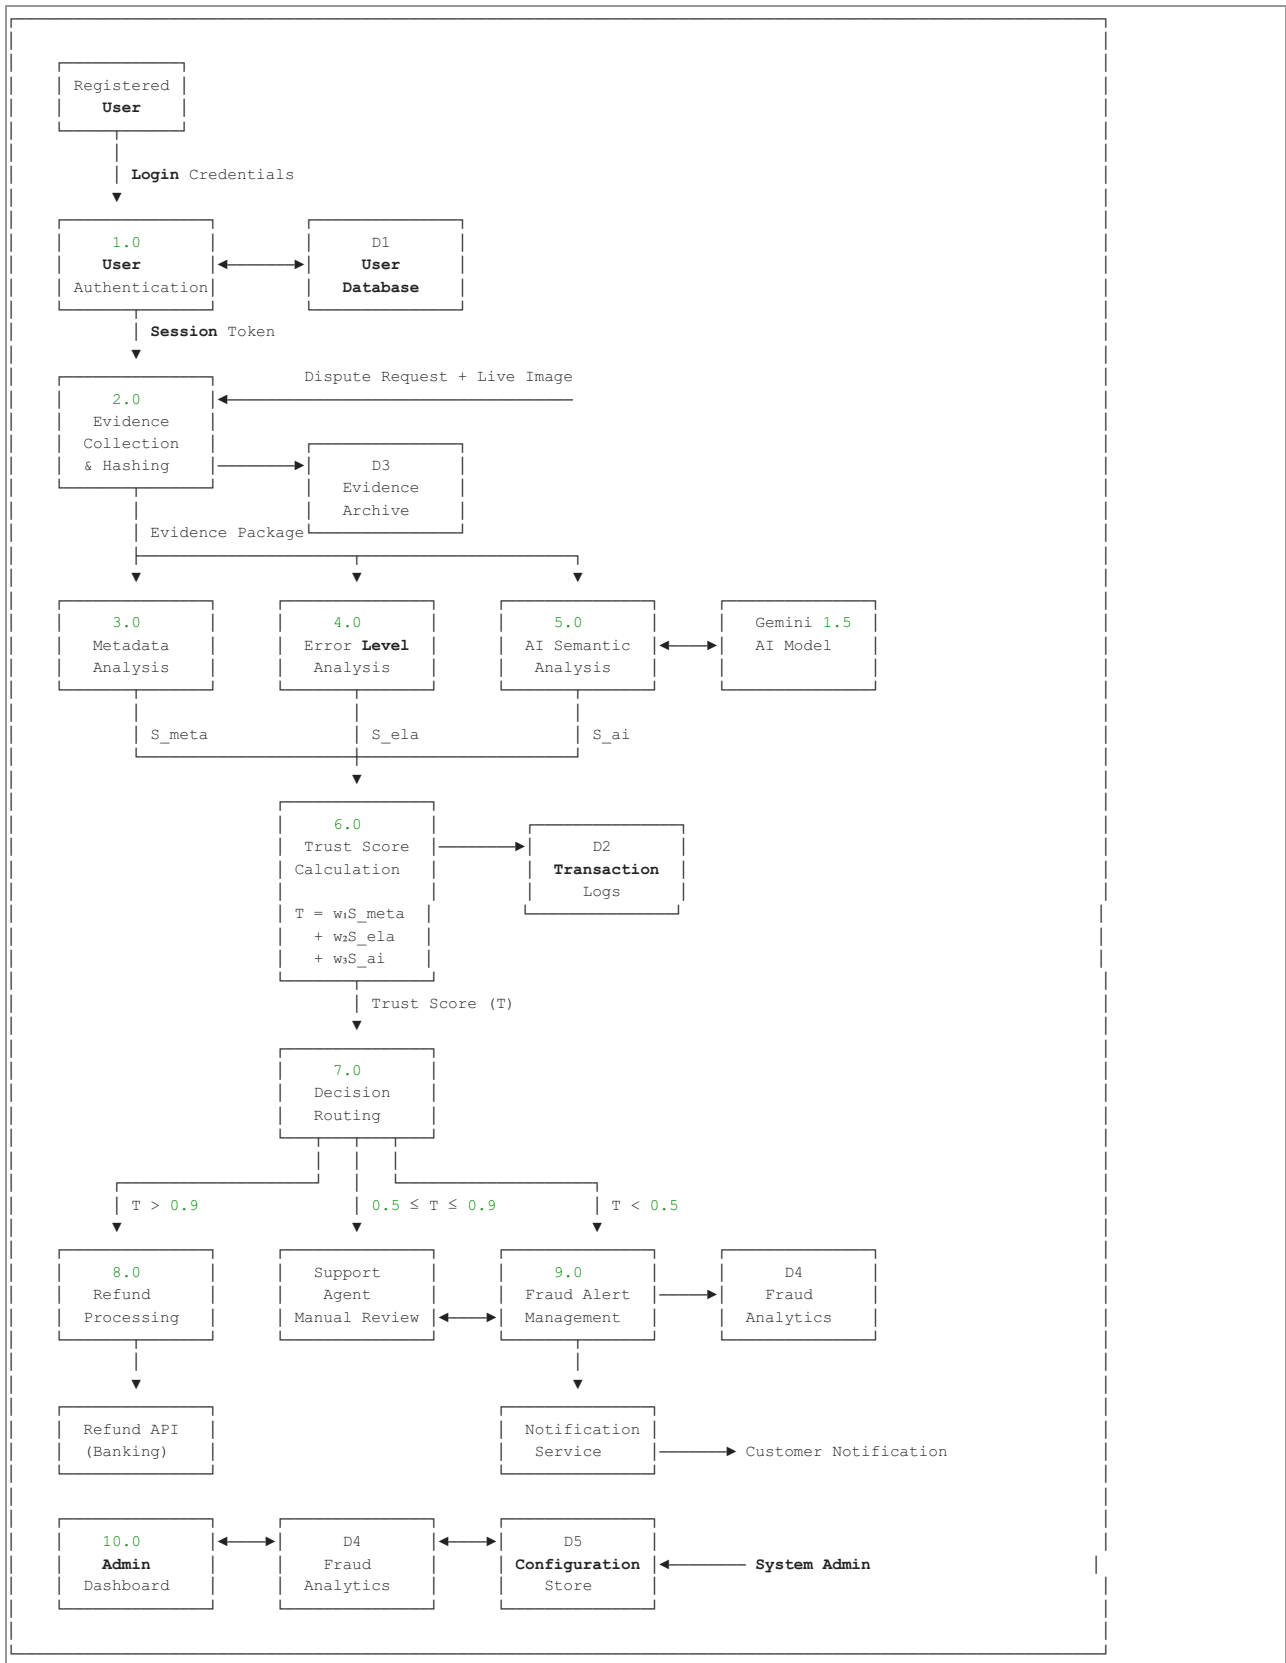 Registered
User
Login Credentials
1.0
User
Authentication
D1
User
Database
Session Token
Dispute Request + Live Image
2.0
Evidence
Collection
& Hashing
D3
Evidence
Archive
Evidence Package
3.0
Metadata
Analysis
4.0
Error Level
Analysis
5.0
AI Semantic
Analysis
Gemini 1.5
AI Model
S_meta
S_ela
S_ai
6.0
Trust Score
Calculation
T = w₁S_meta
+ w₂S_ela
+ w₃S_ai
D2
Transaction
Logs
Trust Score (T)
7.0
Decision
Routing
T > 0.9
0.5 ≤ T ≤ 0.9
T < 0.5
8.0
Refund
Processing
Support
Agent
Manual Review
9.0
Fraud Alert
Management
D4
Fraud
Analytics
Refund API
(Banking)
Notification
Service
Customer Notification
10.0
Admin
Dashboard
D4
Fraud
Analytics
D5
Configuration
Store
System Admin